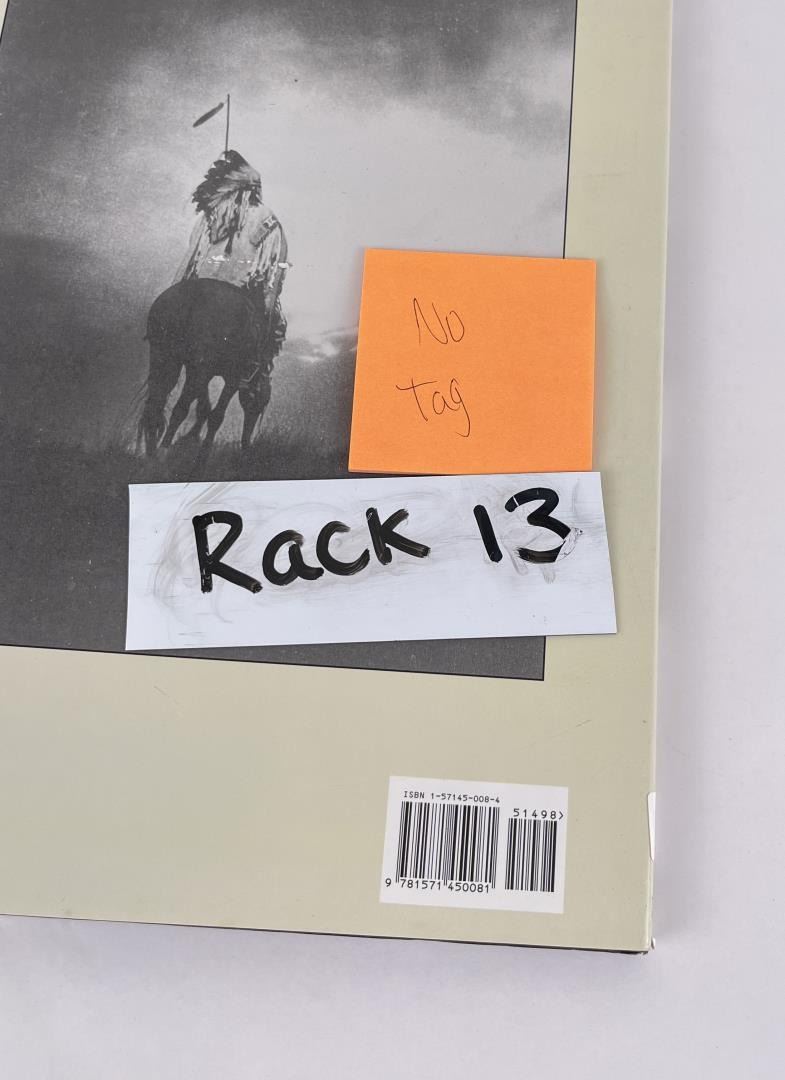 No
Tag
Rack 13
ISBN 1-57145-008-4
51498>
9 781571 450081